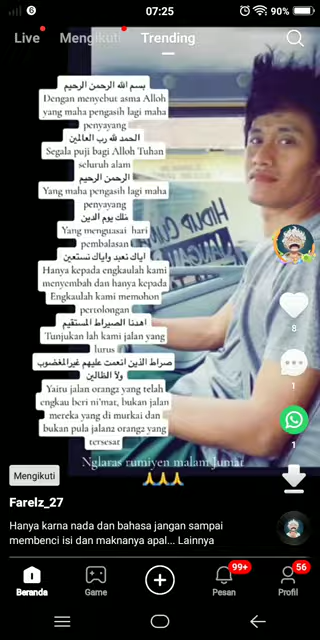 07:25
90%
Live
Mengikuti
Trending
بسم الله الرحمن الرحيم
Dengan menyebut asma Alloh
yang maha pengasih lagi maha
penyayang
الحمد لله رب العالمين
Segala puji bagi Alloh Tuhan
seluruh alam
الرحمن الرحيم
Yang maha pengasih lagi maha
penyayang
ملك يوم الدين
Yang menguasai hari
pembalasan
اياك نعبد واياك نستعين
Hanya kepada engkaulah kami
menyembah dan hanya kepada
Engkaulah kami memohon
pertolongan
اهدنا الصيراط المستقيم
Tunjukan lah kami jalan yang
lurus
صراط الذين انعمت عليهم غيرالمغضوب
ولا الظالين
Yaitu jalan orang2 yang telah
engkau beri ni'mat, bukan jalan
mereka yang di murkai dan
bukan pula jalan2 orang2 yang
tersesat
HIDUP CUMA
Nglaras rumiyen malam Jumat
🙏🙏🙏
8
1
1
Mengikuti
Farelz_27
Hanya karna nada dan bahasa jangan sampai
membenci isi dan maknanya apal... Lainnya
99+
56
Beranda
Game
Pesan
Profil